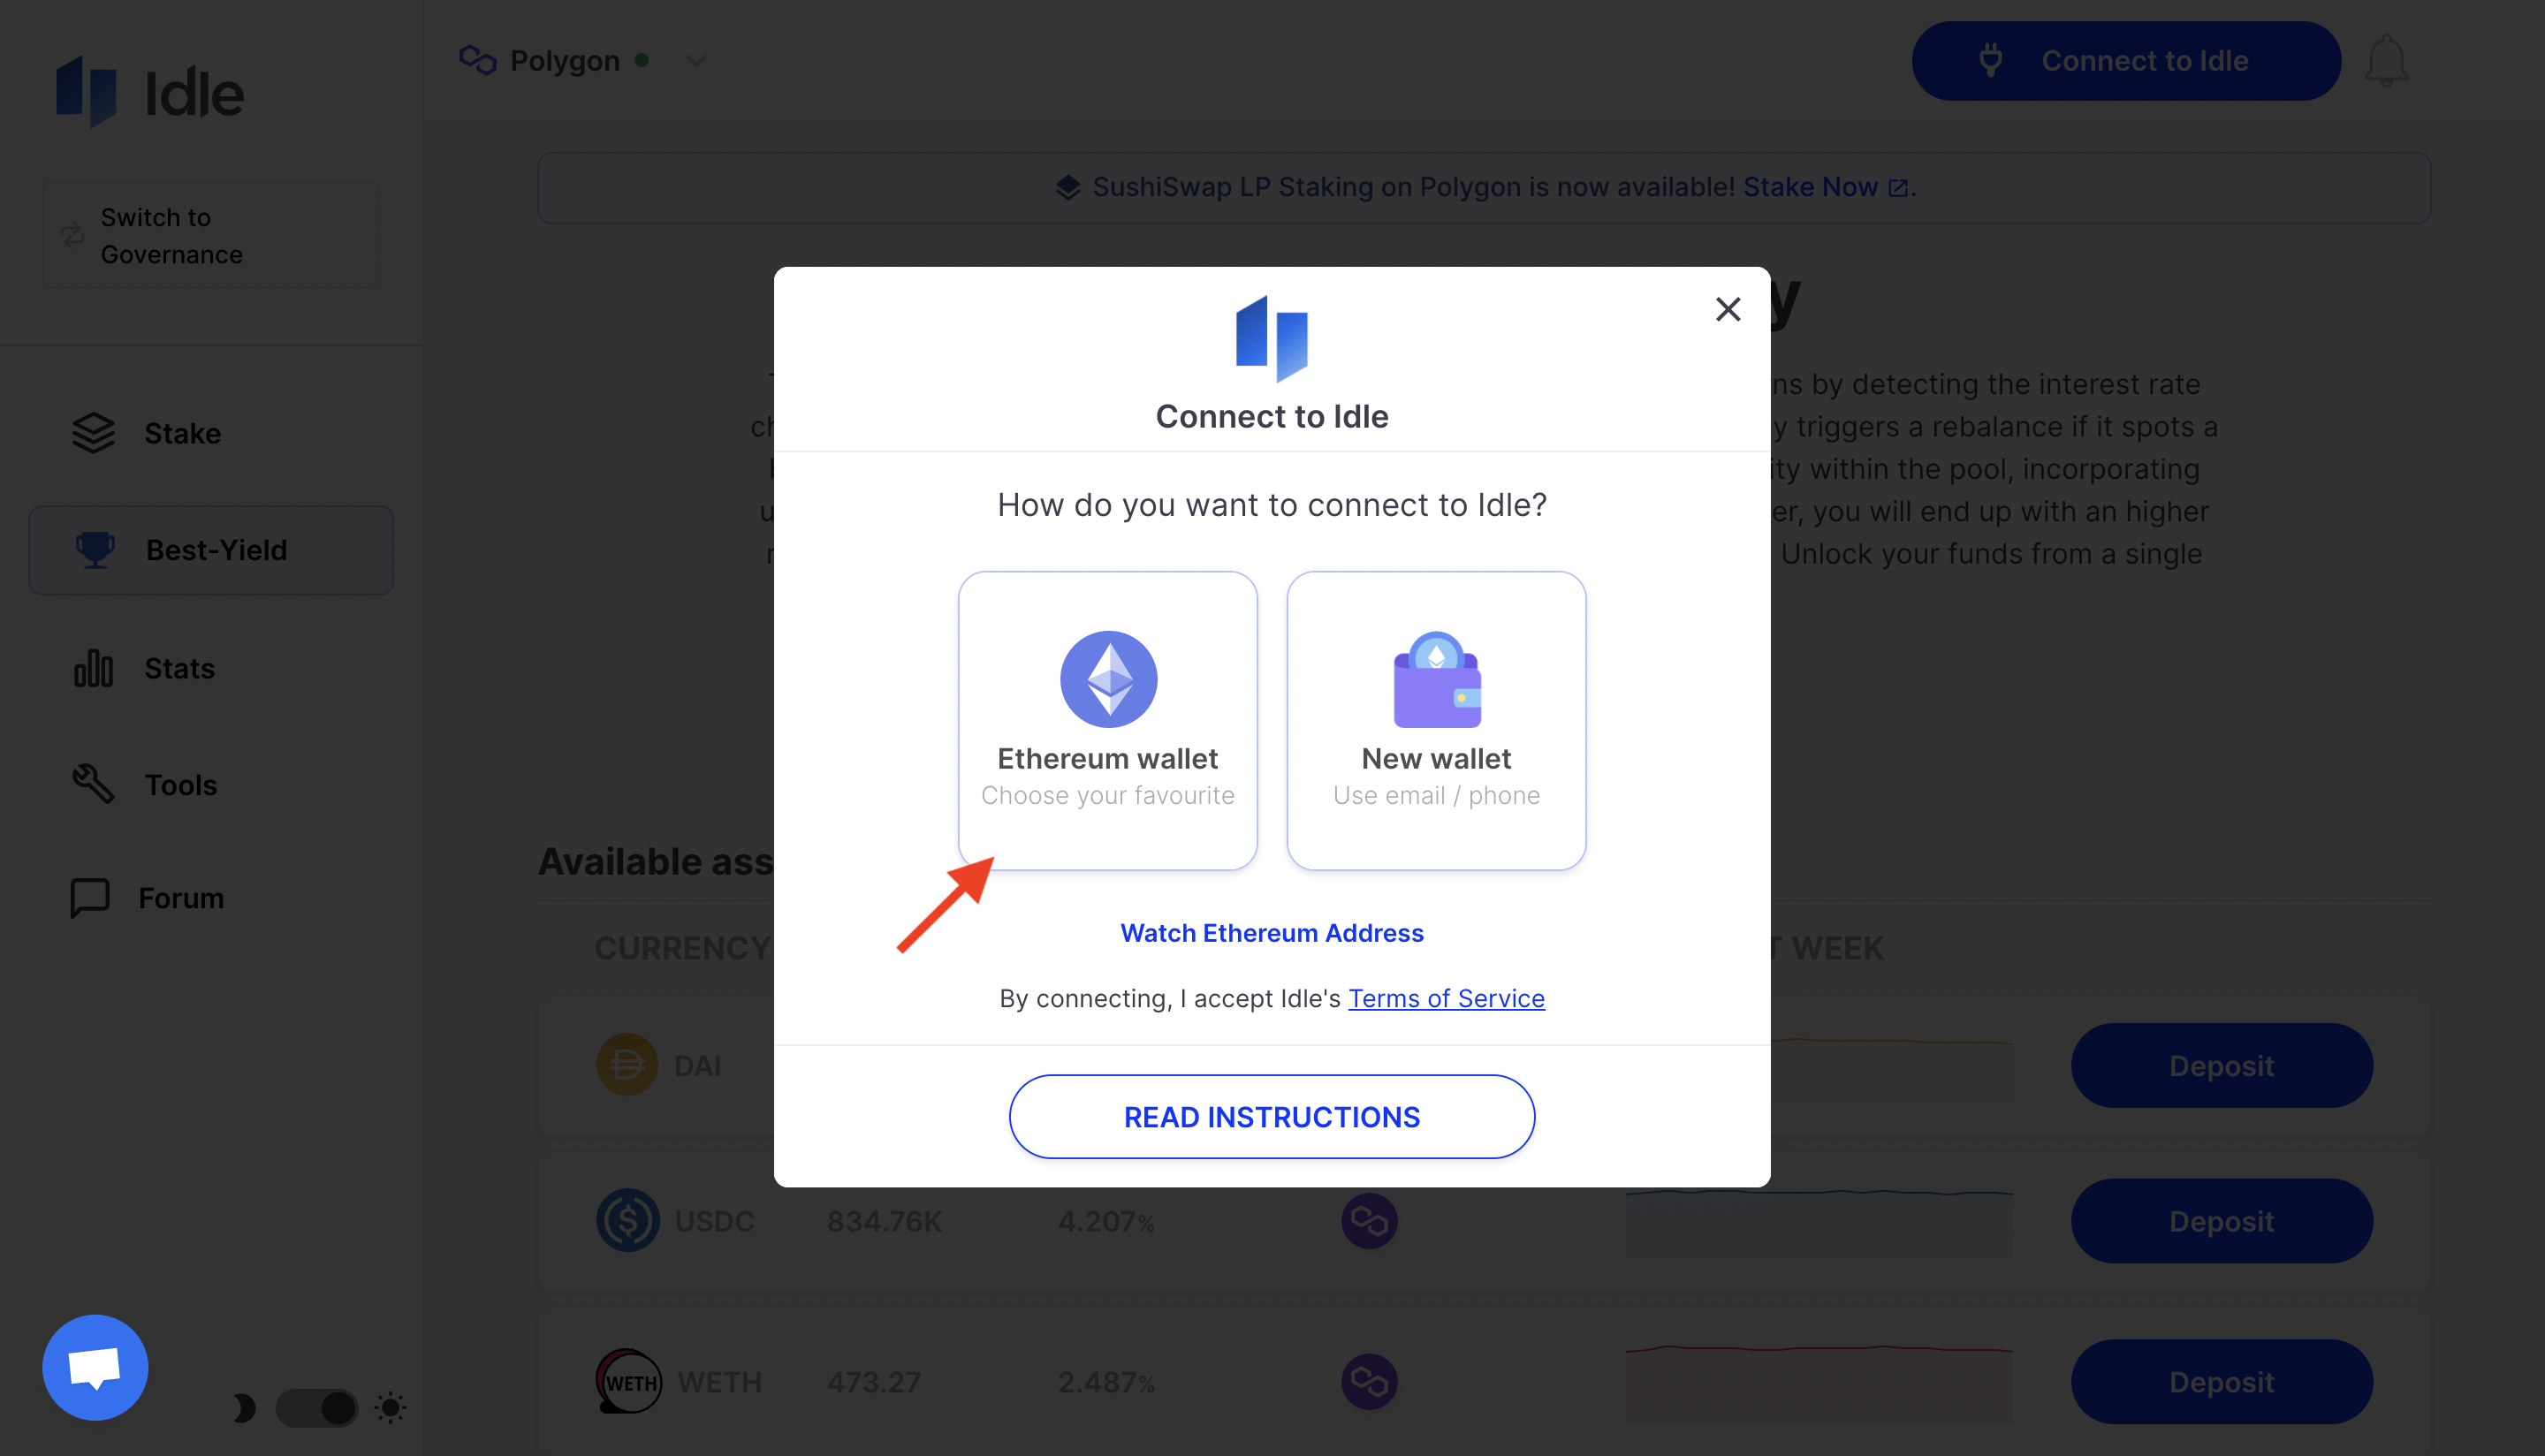 Idle
Polygon
Connect to Idle
SushiSwap LP Staking on Polygon is now available! Stake Now.
Switch to
Governance
Stake
Best-Yield
Stats
Tools
Forum
y
ns by detecting the interest rate
y triggers a rebalance if it spots a
ity within the pool, incorporating
er, you will end up with an higher
Unlock your funds from a single
Connect to Idle
How do you want to connect to Idle?
Ethereum wallet
Choose your favourite
New wallet
Use email / phone
Watch Ethereum Address
By connecting, I accept Idle's Terms of Service
READ INSTRUCTIONS
Available ass
CURRENCY
T WEEK
DAI
Deposit
USDC 834.76K 4.207%
Deposit
WETH WETH 473.27 2.487%
Deposit